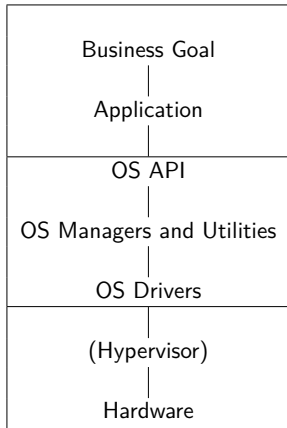 Business Goal
Application
OS API
OS Managers and Utilities
OS Drivers
(Hypervisor)
Hardware